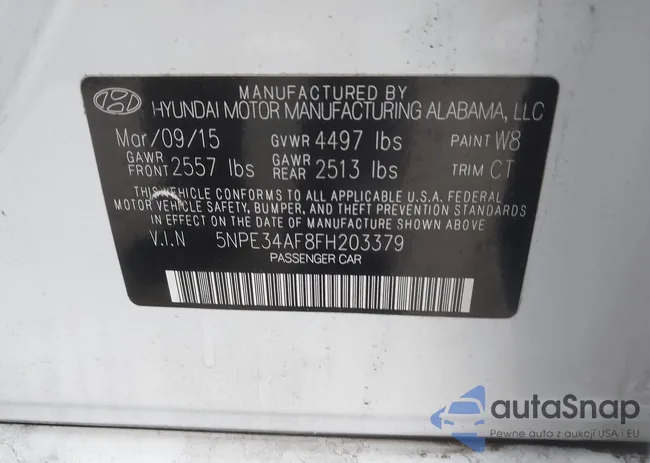 MANUFACTURED BY
HYUNDAI MOTOR MANUFACTURING ALABAMA, LLC
Mar/09/15 GVWR 4497 lbs PAINT W8
GAWR FRONT 2557 lbs GAWR REAR 2513 lbs TRIM CT
THIS VEHICLE CONFORMS TO ALL APPLICABLE U.S.A. FEDERAL
MOTOR VEHICLE SAFETY, BUMPER, AND THEFT PREVENTION STANDARDS
IN EFFECT ON THE DATE OF MANUFACTURE SHOWN ABOVE.
V.I.N 5NPE34AF8FH203379
PASSENGER CAR
autaSnap
Pewne auta z aukcji USA i EU